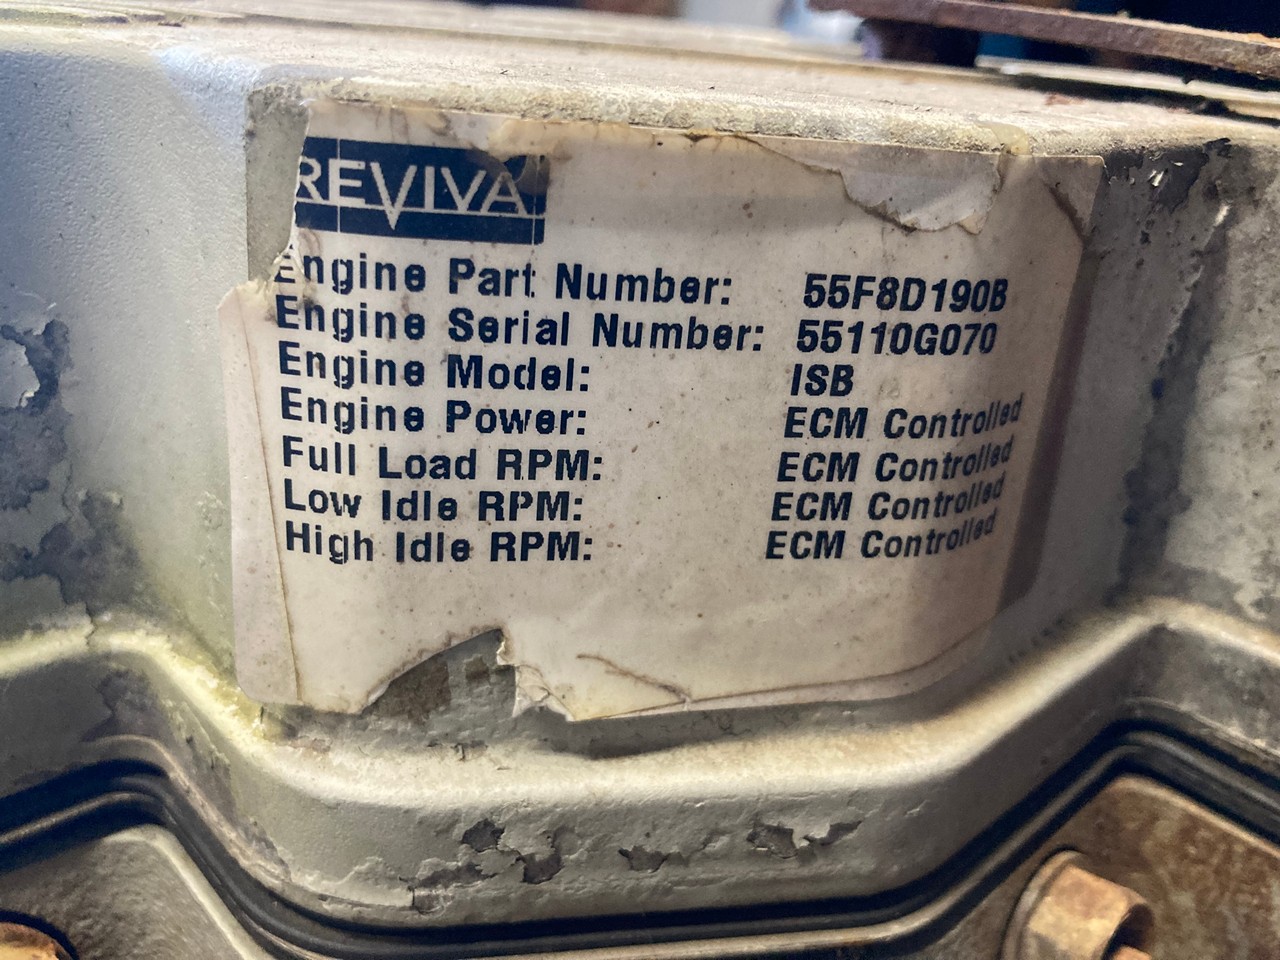 REVIVA
Engine Part Number: 55F8D190B
Engine Serial Number: 55110G070
Engine Model: ISB
Engine Power: ECM Controlled
Full Load RPM: ECM Controlled
Low Idle RPM: ECM Controlled
High Idle RPM: ECM Controlled